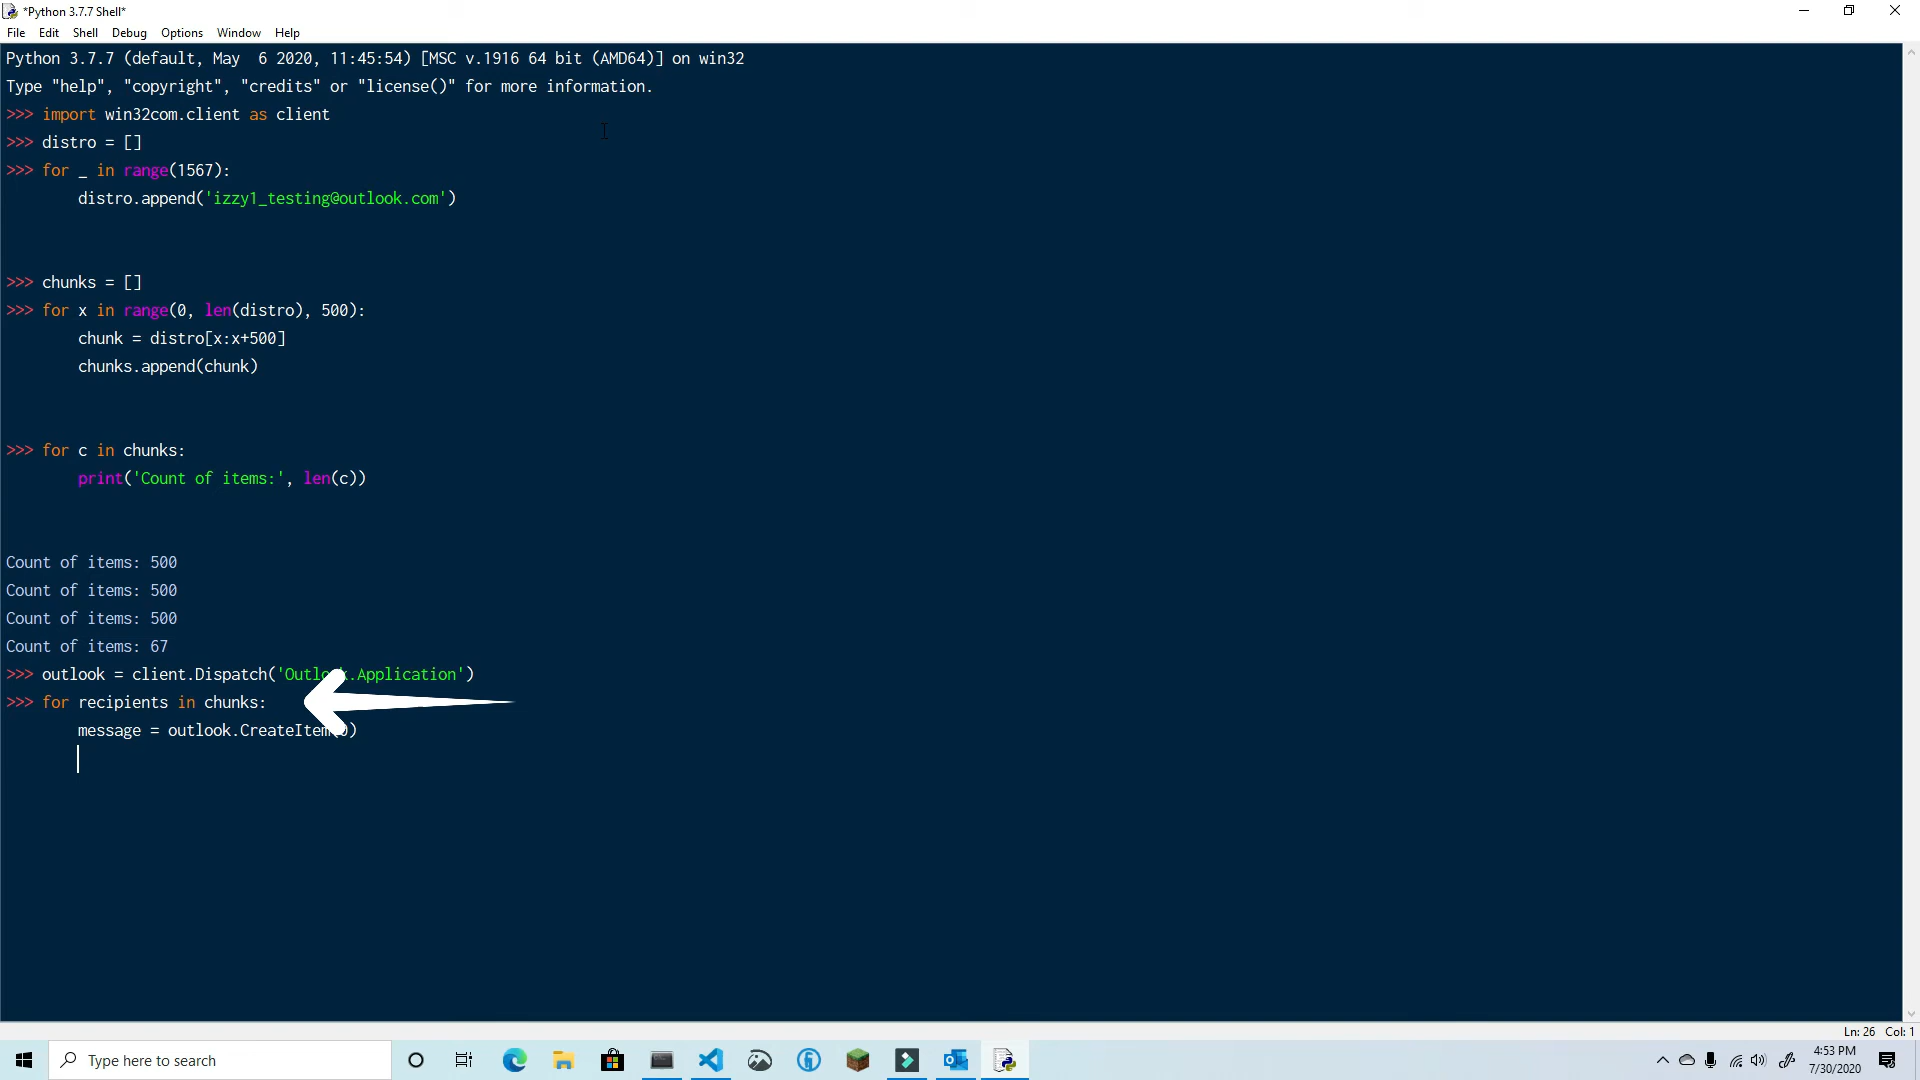 *Python 3.7.7 Shell*
File Edit Shell Debug Options Window Help
Python 3.7.7 (default, May  6 2020, 11:45:54) [MSC v.1916 64 bit (AMD64)] on win32
Type "help", "copyright", "credits" or "license()" for more information.
>>> import win32com.client as client
>>> distro = []
>>> for _ in range(1567):
distro.append('izzy1_testing@outlook.com')
>>> chunks = []
>>> for x in range(0, len(distro), 500):
chunk = distro[x:x+500]
chunks.append(chunk)
>>> for c in chunks:
print('Count of items:', len(c))
Count of items: 500
Count of items: 500
Count of items: 500
Count of items: 67
>>> outlook = client.Dispatch('Outlook.Application')
>>> for recipients in chunks:
message = outlook.CreateItem(0)
Ln: 26 Col: 1
Type here to search
4:53 PM
7/30/2020